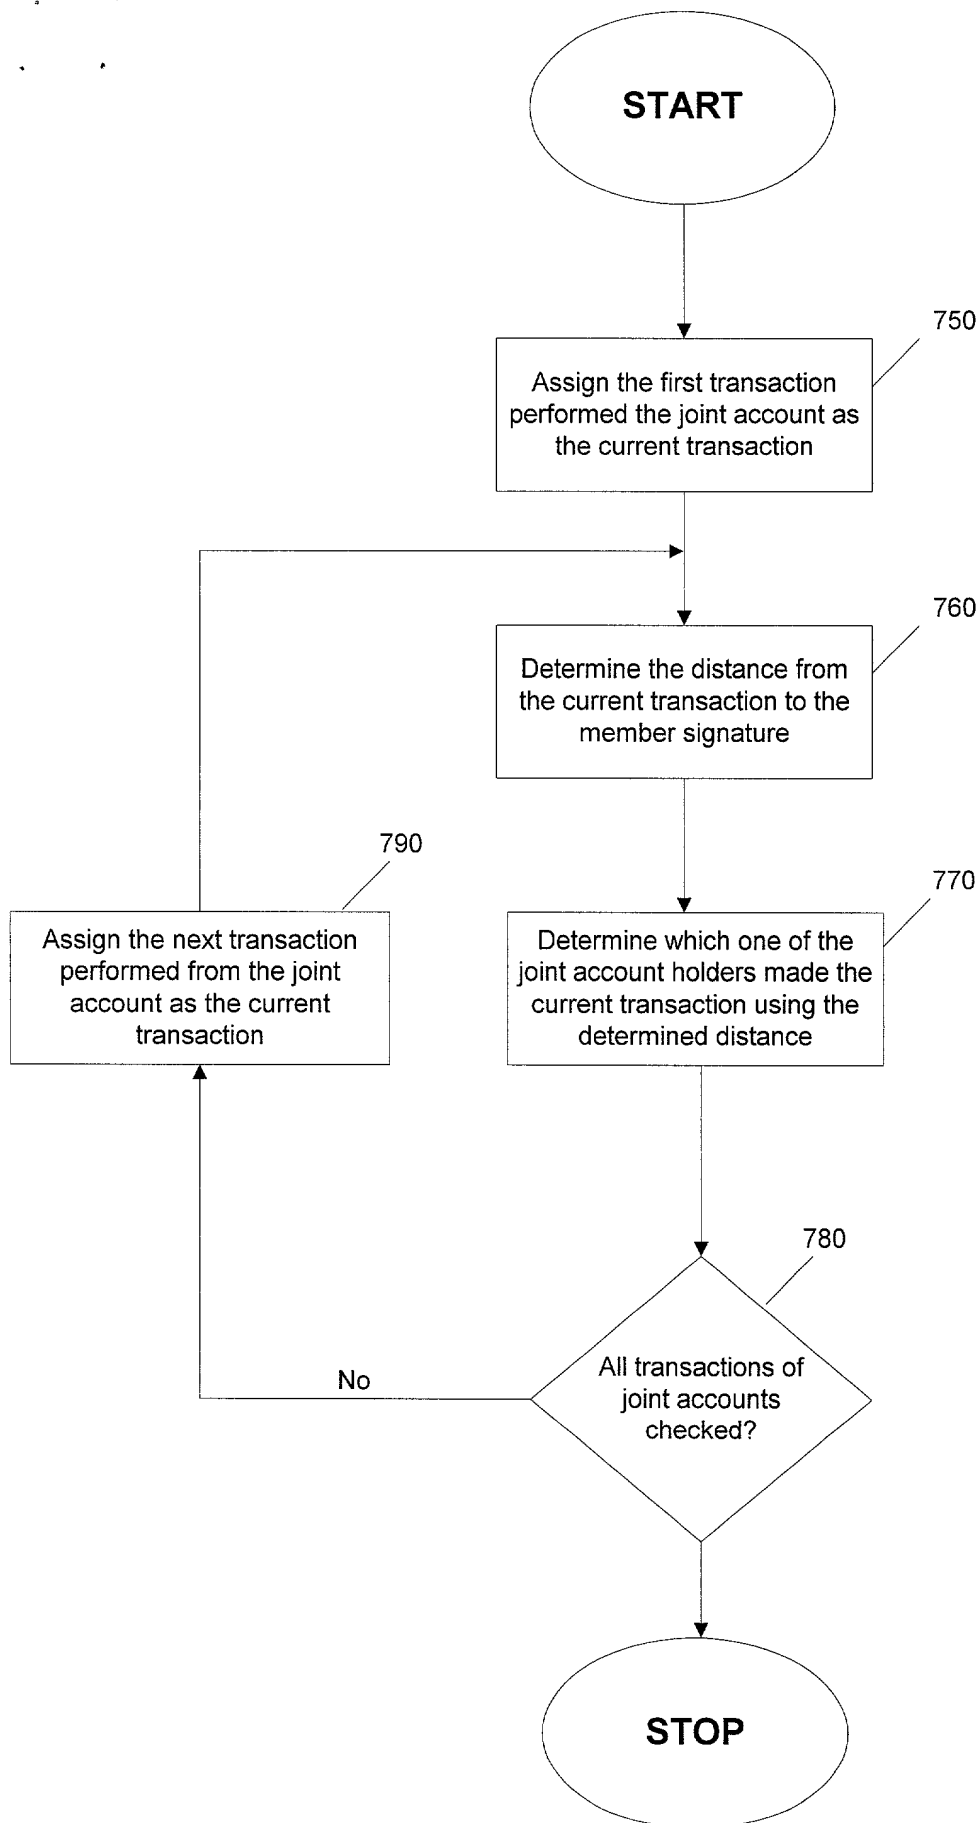 START
750
Assign the first transaction
performed the joint account as
the current transaction
760
Determine the distance from
the current transaction to the
member signature
790
Assign the next transaction
performed from the joint
account as the current
transaction
770
Determine which one of the
joint account holders made the
current transaction using the
determined distance
780
All transactions of
joint accounts
checked?
No
STOP